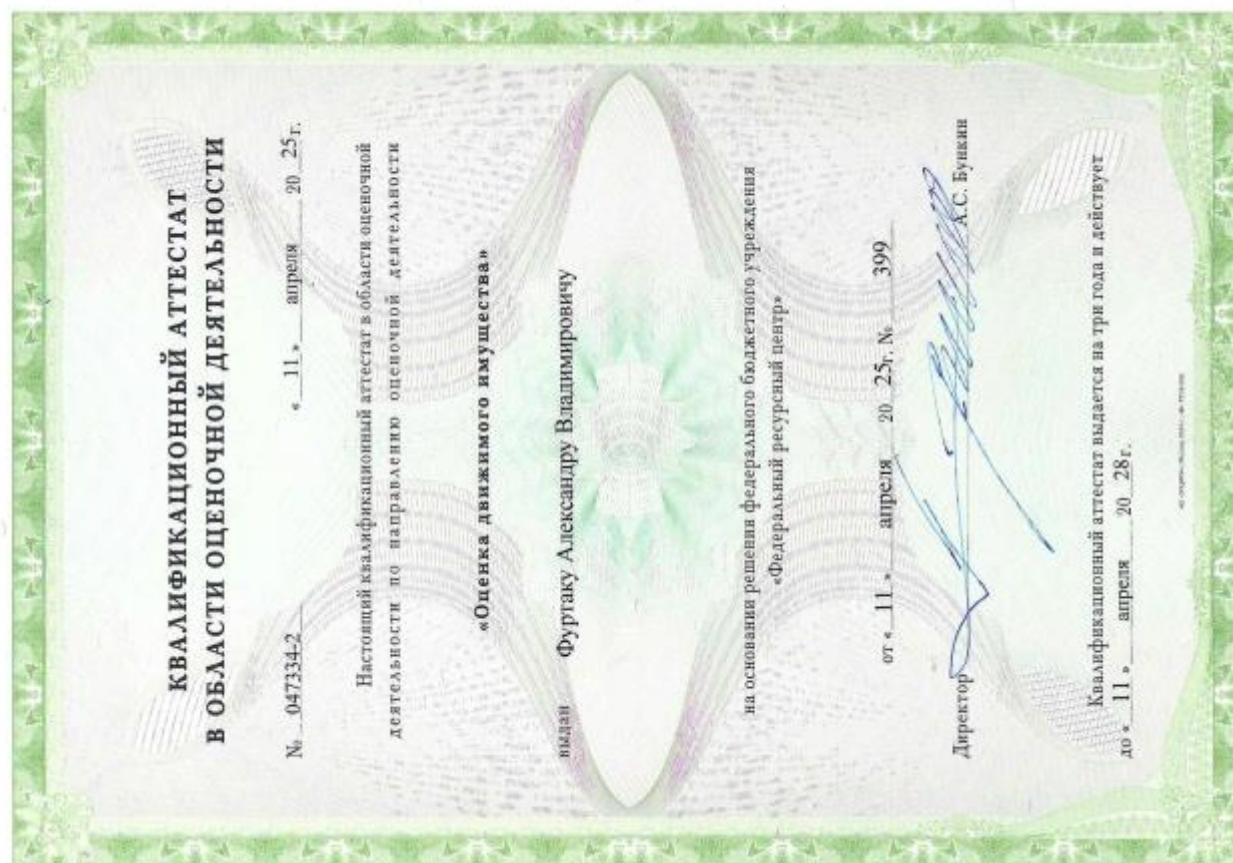 КВАЛИФИКАЦИОННЫЙ АТТЕСТАТ
В ОБЛАСТИ ОЦЕНОЧНОЙ ДЕЯТЕЛЬНОСТИ
№ 047334-2 « 11 » апреля 20 25 г.
Настоящий квалификационный аттестат в области оценочной
деятельности по направлению оценочной деятельности
«Оценка движимого имущества»
выдан Фуртаку Александру Владимировичу
на основании решения федерального бюджетного учреждения
«Федеральный ресурсный центр»
от « 11 » апреля 20 25г. № 399
Директор А.С. Бункин
Квалификационный аттестат выдается на три года и действует
до « 11 » апреля 20 28г.